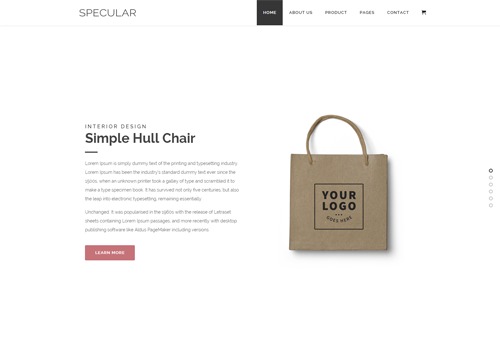 SPECULAR
HOME ABOUT US PRODUCT PAGES CONTACT
INTERIOR DESIGN
Simple Hull Chair
Lorem Ipsum is simply dummy text of the printing and typesetting industry.
Lorem Ipsum has been the industry's standard dummy text ever since the
1500s, when an unknown printer took a galley of type and scrambled it to
make a type specimen book. It has survived not only five centuries, but also
the leap into electronic typesetting, remaining essentially
Unchanged. It was popularised in the 1960s with the release of Letraset
sheets containing Lorem Ipsum passages, and more recently with desktop
publishing software like Aldus PageMaker including versions.
LEARN MORE
YOUR
LOGO
GOES HERE